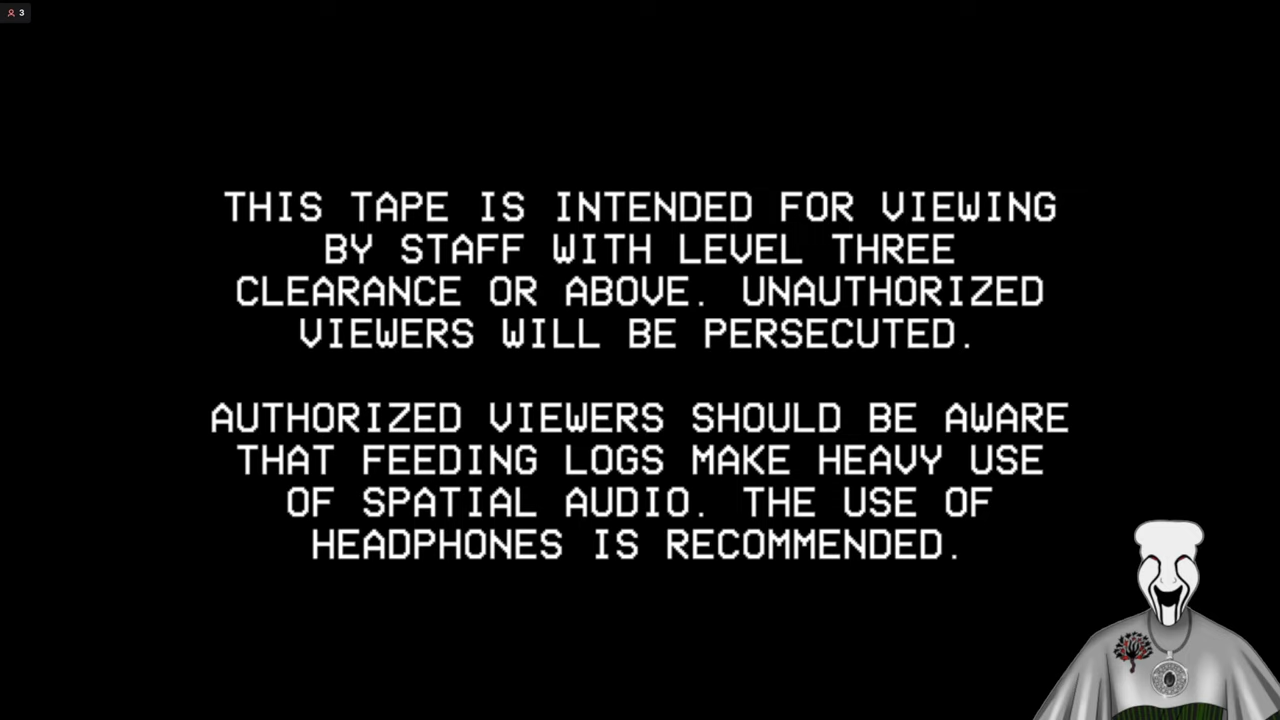 3
THIS TAPE IS INTENDED FOR VIEWING
BY STAFF WITH LEVEL THREE
CLEARANCE OR ABOVE. UNAUTHORIZED
VIEWERS WILL BE PERSECUTED.
AUTHORIZED VIEWERS SHOULD BE AWARE
THAT FEEDING LOGS MAKE HEAVY USE
OF SPATIAL AUDIO. THE USE OF
HEADPHONES IS RECOMMENDED.